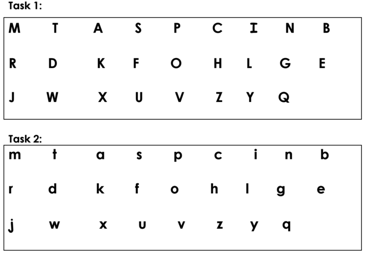 Task 1:
M T A S P C I N B
R D K F O H L G E
J W X U V Z Y Q
Task 2:
m t a s p c i n b
r d k f o h l g e
j w x u v z y q